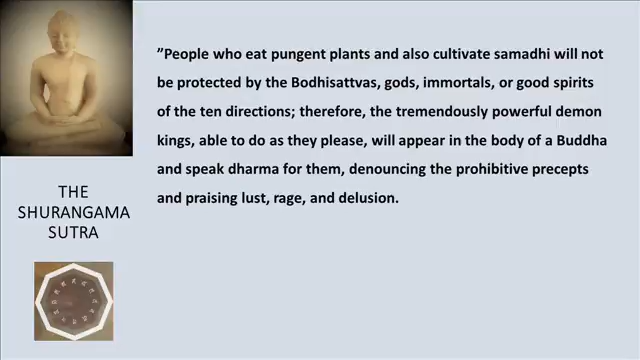 ”People who eat pungent plants and also cultivate samadhi will not
be protected by the Bodhisattvas, gods, immortals, or good spirits
of the ten directions; therefore, the tremendously powerful demon
kings, able to do as they please, will appear in the body of a Buddha
and speak dharma for them, denouncing the prohibitive precepts
and praising lust, rage, and delusion.
THE
SHURANGAMA
SUTRA